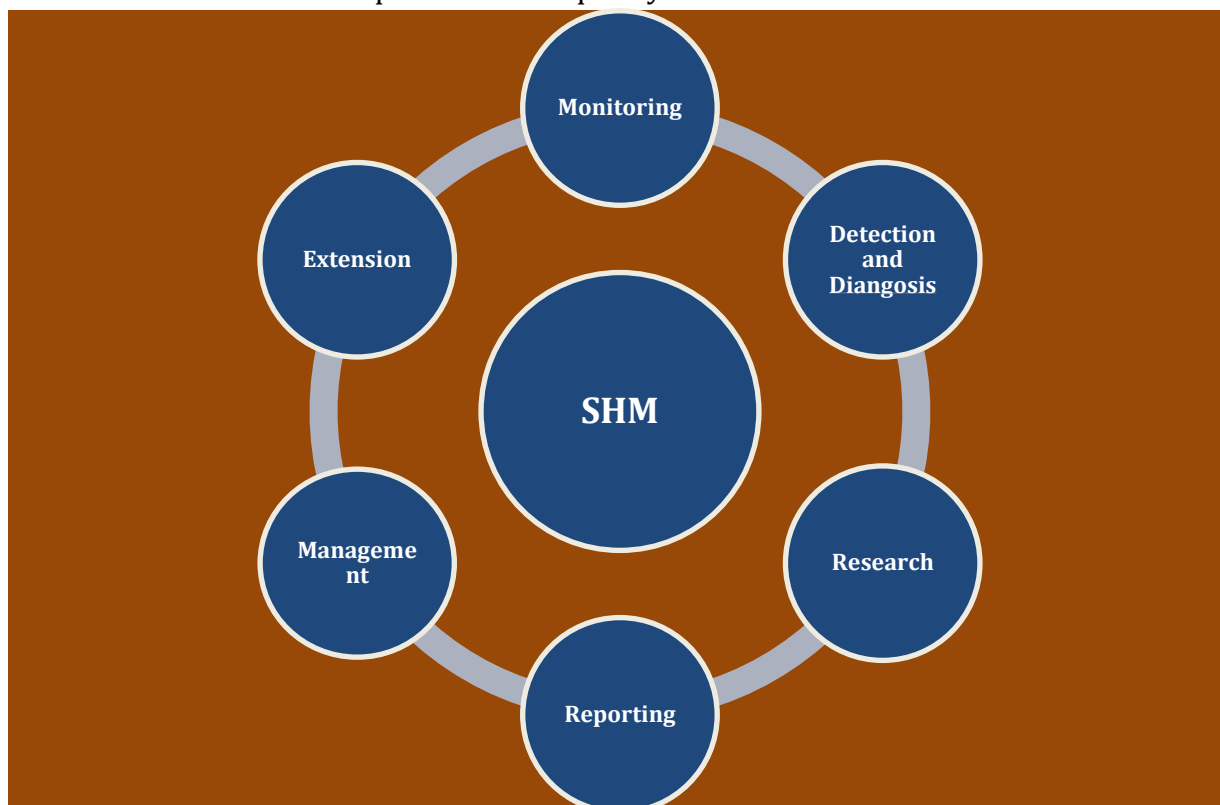 Monitoring
Detection
and
Diangosis
Extension
SHM
Manageme
nt
Research
Reporting